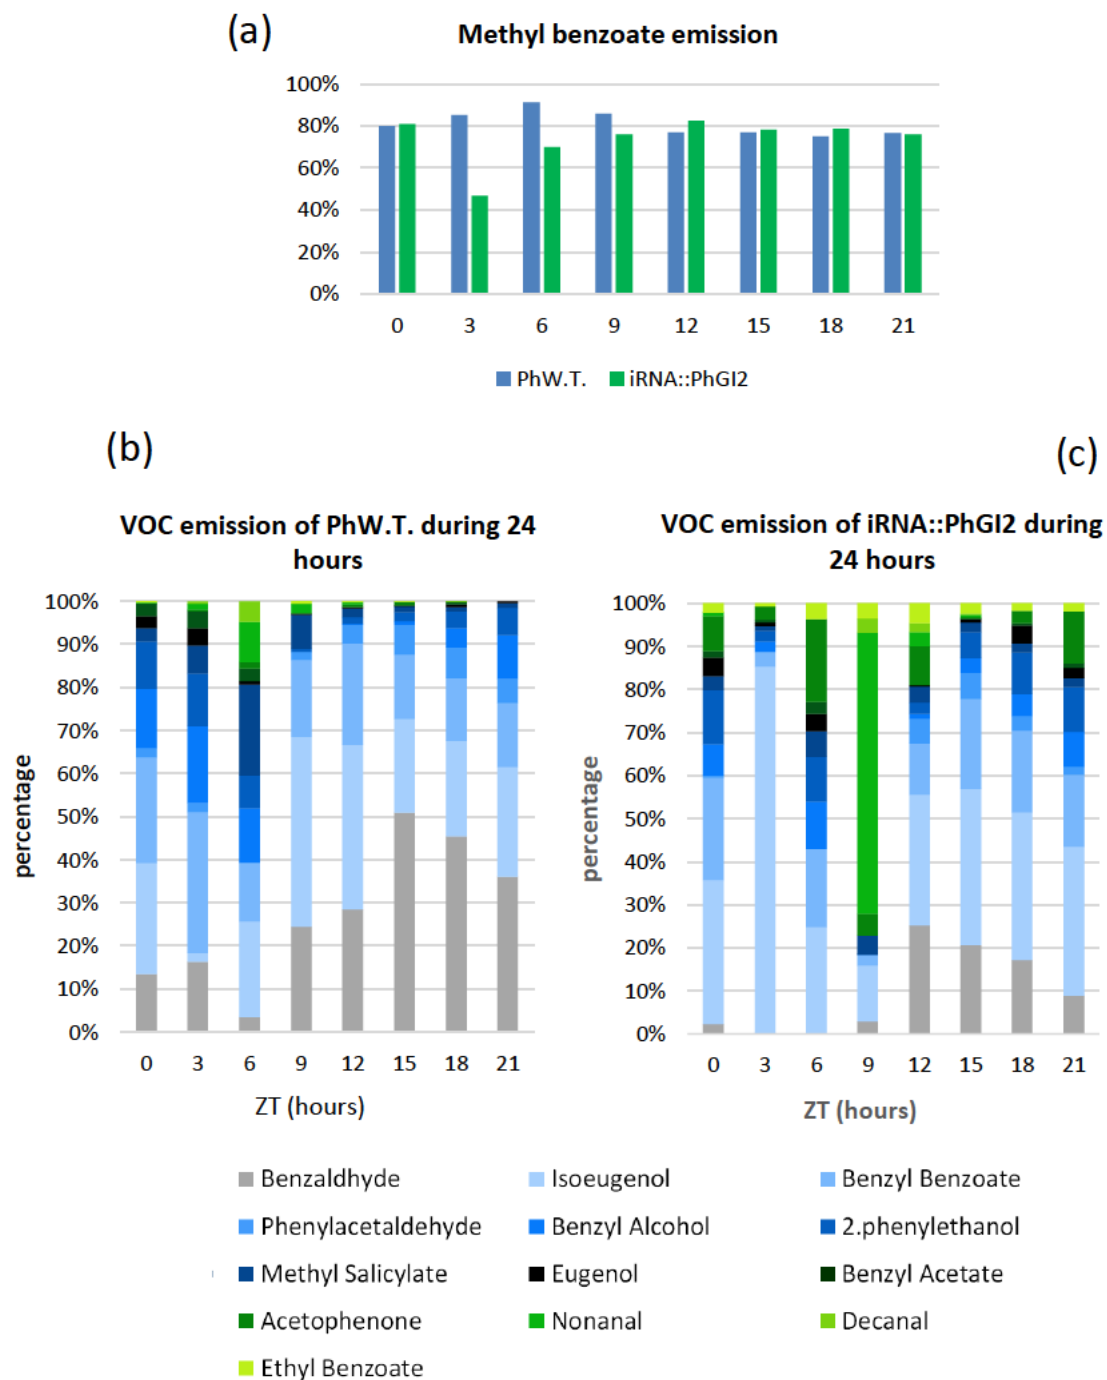 (a)
Methyl benzoate emission
100%
80%
60%
40%
20%
0%
0 3 6 9 12 15 18 21
PhW.T. iRNA::PhGI2
(b)
VOC emission of PhW.T. during 24
hours
percentage
100%
90%
80%
70%
60%
50%
40%
30%
20%
10%
0%
0 3 6 9 12 15 18 21
ZT (hours)
(c)
VOC emission of iRNA::PhGI2 during
24 hours
percentage
100%
90%
80%
70%
60%
50%
40%
30%
20%
10%
0%
0 3 6 9 12 15 18 21
ZT (hours)
Benzaldhyde Isoeugenol Benzyl Benzoate
Phenylacetaldehyde Benzyl Alcohol 2.phenylethanol
Methyl Salicylate Eugenol Benzyl Acetate
Acetophenone Nonanal Decanal
Ethyl Benzoate